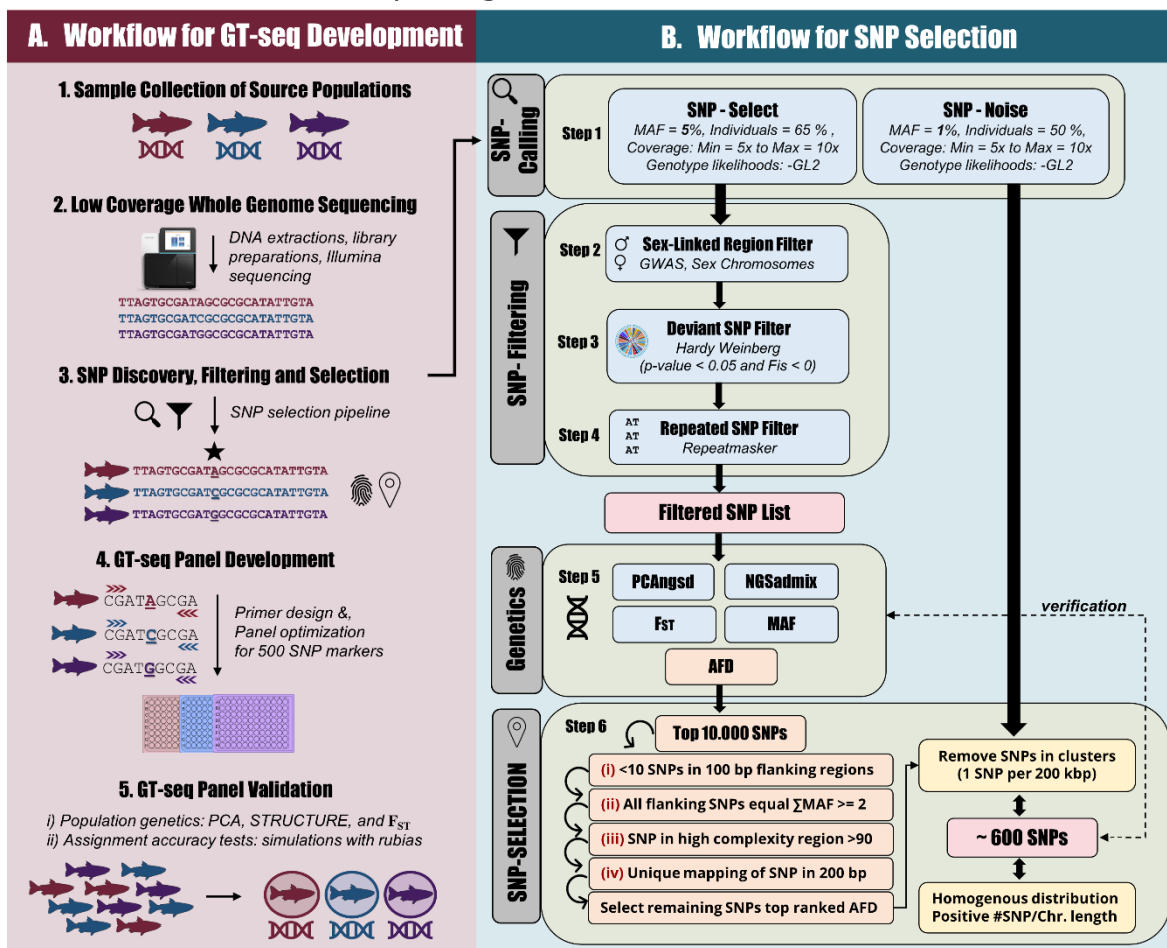 A. Workflow for GT-seq Development
1. Sample Collection of Source Populations
2. Low Coverage Whole Genome Sequencing
DNA extractions, library
preparations, Illumina
sequencing
TTAGTGCGATAGCGCGCATATTGTA
TTAGTGCGATCGCGCGCATATTGTA
TTAGTGCGATGGCGCGCATATTGTA
3. SNP Discovery, Filtering and Selection
SNP selection pipeline
TTAGTGCGATAGCGCGCATATTGTA
TTAGTGCGATCGCGCGCATATTGTA
TTAGTGCGATGGCGCGCATATTGTA
4. GT-seq Panel Development
>>>
CGATAGCGA
<<<
>>>
CGATCGCGA
<<<
>>>
CGATGGCGA
<<<
Primer design &,
Panel optimization
for 500 SNP markers
5. GT-seq Panel Validation
i) Population genetics: PCA, STRUCTURE, and FST
ii) Assignment accuracy tests: simulations with rubias
B. Workflow for SNP Selection
SNP-
Calling
Step 1
SNP - Select
MAF = 5%, Individuals = 65 % ,
Coverage: Min = 5x to Max = 10x
Genotype likelihoods: -GL2
SNP - Noise
MAF = 1%, Individuals = 50 %,
Coverage: Min = 5x to Max = 10x
Genotype likelihoods: -GL2
SNP- Filtering
Step 2
♂
♀
Sex-Linked Region Filter
GWAS, Sex Chromosomes
Step 3
Deviant SNP Filter
Hardy Weinberg
(p-value < 0.05 and Fis < 0)
Step 4
AT
AT
AT
Repeated SNP Filter
Repeatmasker
Filtered SNP List
Genetics
Step 5
PCAngsd
NGSadmix
FST
MAF
AFD
verification
SNP-SELECTION
Step 6
Top 10.000 SNPs
(i) <10 SNPs in 100 bp flanking regions
(ii) All flanking SNPs equal ∑MAF >= 2
(iii) SNP in high complexity region >90
(iv) Unique mapping of SNP in 200 bp
Select remaining SNPs top ranked AFD
Remove SNPs in clusters
(1 SNP per 200 kbp)
~ 600 SNPs
Homogenous distribution
Positive #SNP/Chr. length